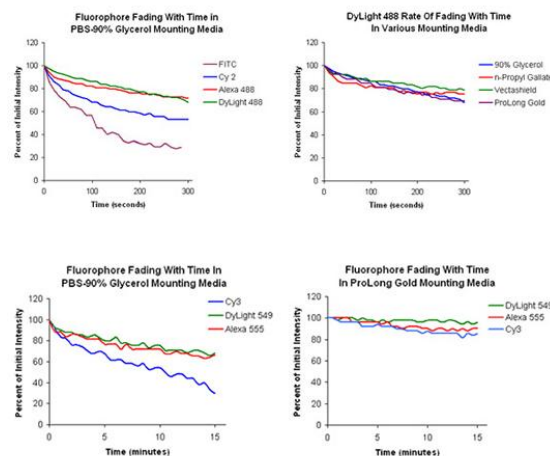 Fluorophore Fading With Time in
PBS-90% Glycerol Mounting Media
Percent of Initial Intensity
120
100
80
60
40
20
0
0
100
200
300
Time (seconds)
FITC
Cy 2
Alexa 488
DyLight 488
DyLight 488 Rate Of Fading With Time
In Various Mounting Media
Percent of Initial Intensity
120
100
80
60
40
20
0
0
100
200
300
Time (seconds)
90% Glycerol
n-Propyl Gallat
Vectashield
ProLong Gold
Fluorophore Fading With Time In
PBS-90% Glycerol Mounting Media
Percent of Initial Intensity
120
100
80
60
40
20
0
0
5
10
15
Time (minutes)
Cy3
DyLight 549
Alexa 555
Fluorophore Fading With Time
In ProLong Gold Mounting Media
Percent of Initial Intensity
120
100
80
60
40
20
0
0
5
10
15
Time (minutes)
DyLight 549
Alexa 555
Cy3